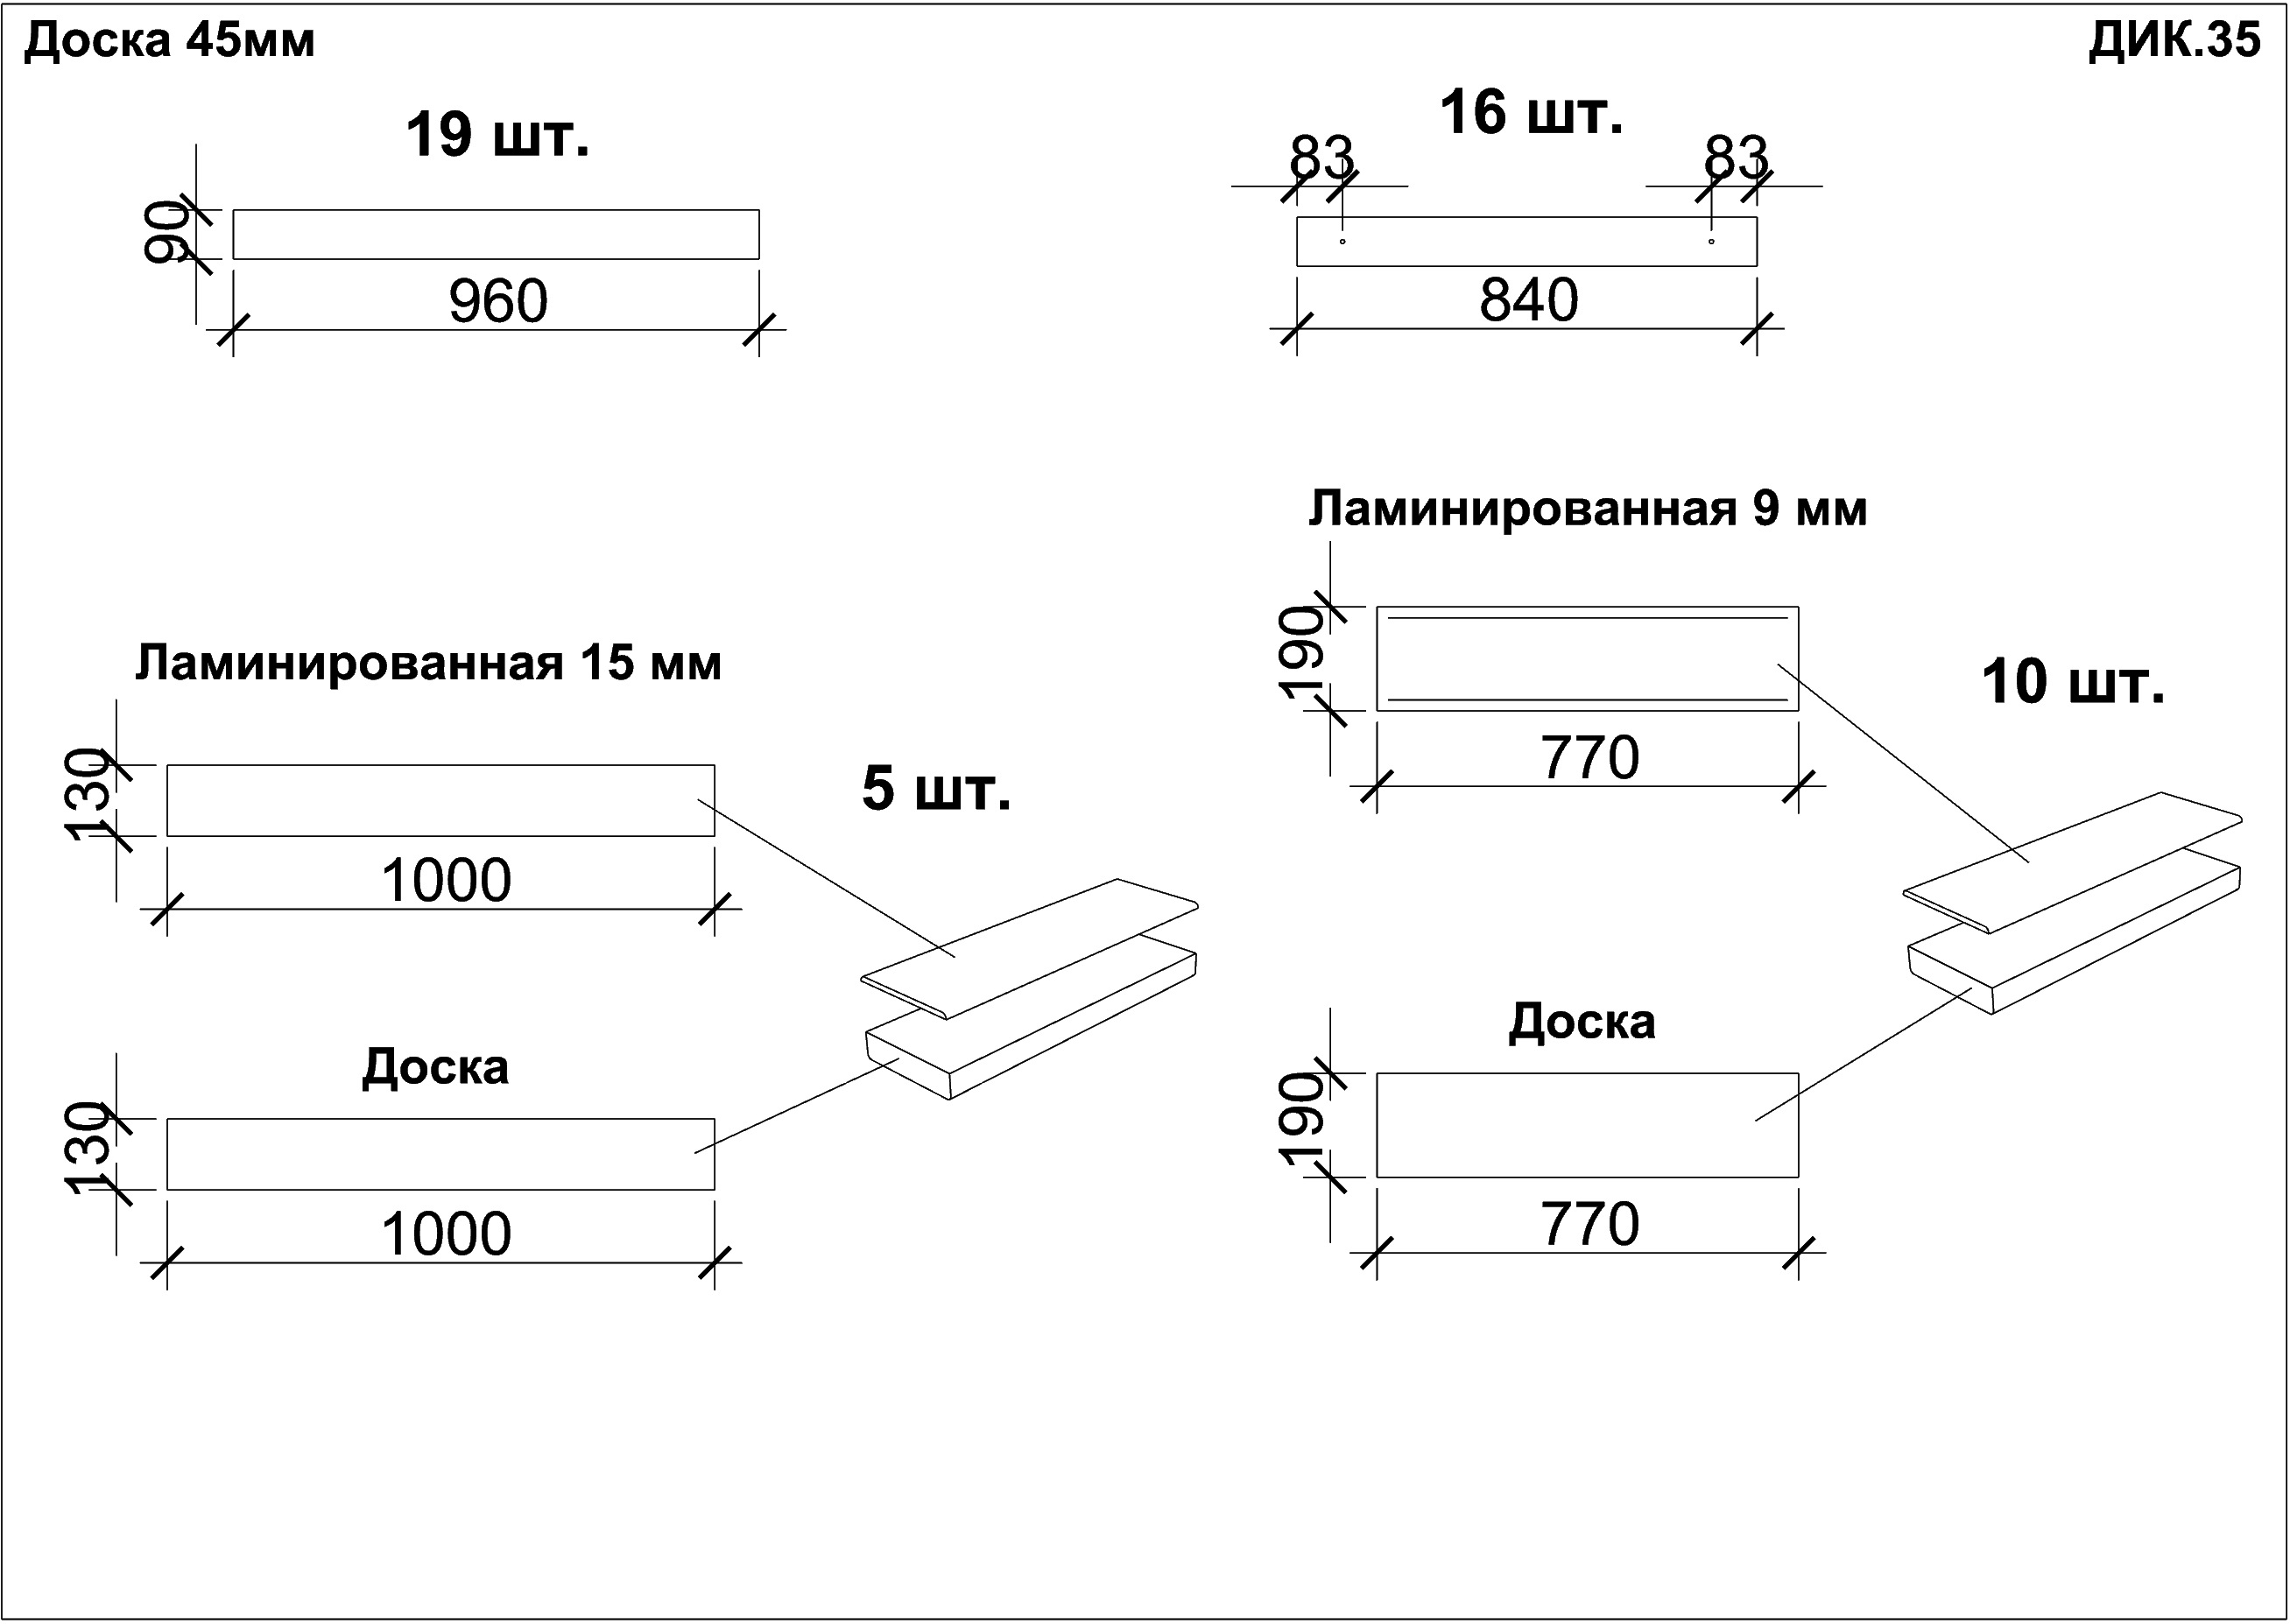 Доска 45мм
ДИК.35
19 шт.
90
960
16 шт.
83
83
840
Ламинированная 15 мм
130
1000
5 шт.
Доска
130
1000
Ламинированная 9 мм
190
770
10 шт.
Доска
190
770